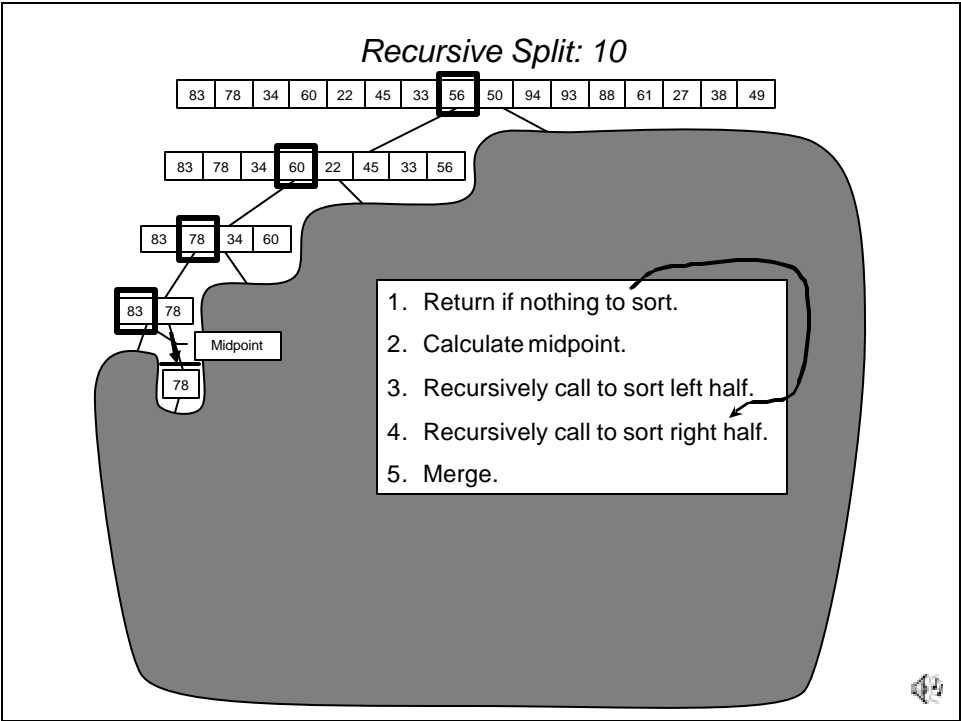 Recursive Split: 10
83 78 34 60 22 45 33 56 50 94 93 88 61 27 38 49
83 78 34 60 22 45 33 56
83 78 34 60
83 78
Midpoint
78
1. Return if nothing to sort.
2. Calculate midpoint.
3. Recursively call to sort left half.
4. Recursively call to sort right half.
5. Merge.